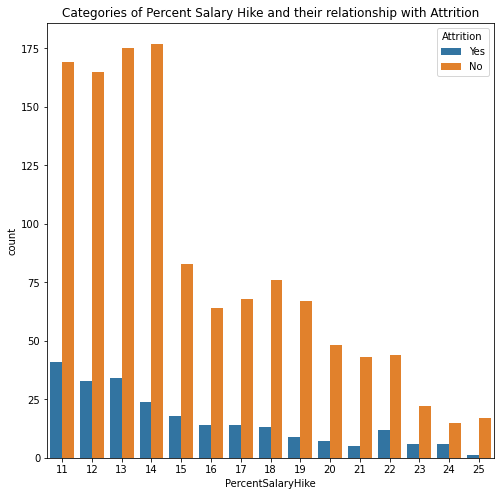 Categories of Percent Salary Hike and their relationship with Attrition
Attrition
Yes
No
175
150
125
100
75
50
25
0
count
11 12 13 14 15 16 17 18 19 20 21 22 23 24 25
PercentSalaryHike